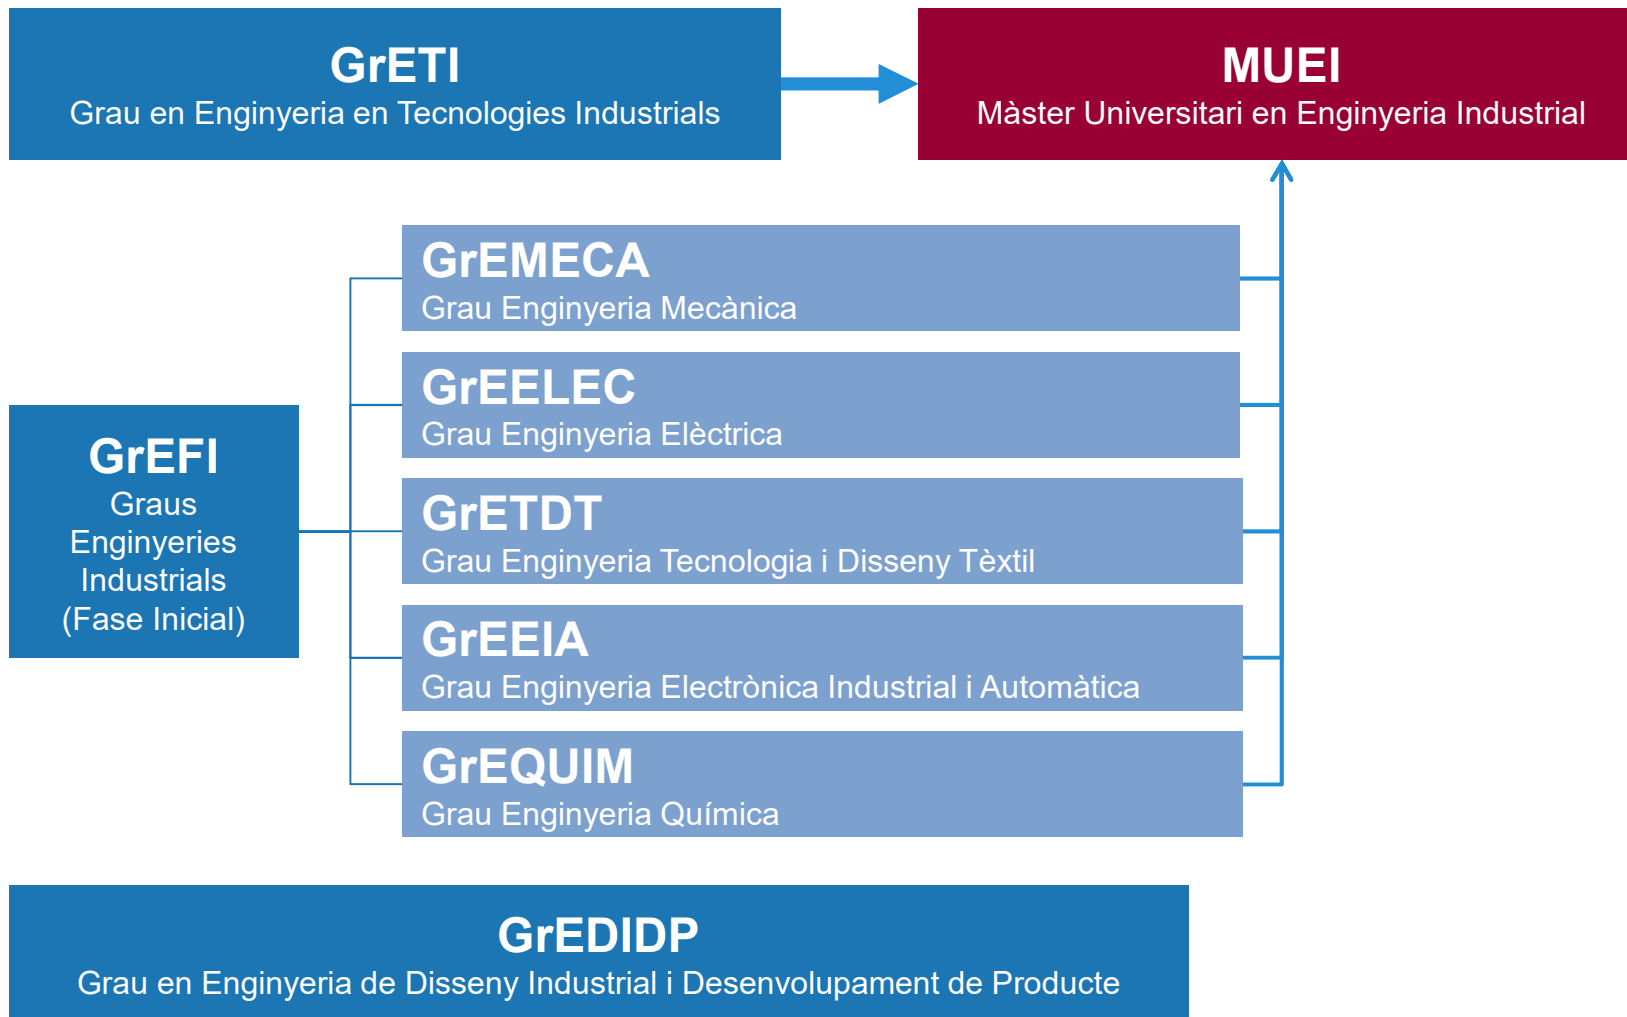 GrETI
Grau en Enginyeria en Tecnologies Industrials
MUEI
Màster Universitari en Enginyeria Industrial
GrEFI
Graus
Enginyeries
Industrials
(Fase Inicial)
GrEMECA
Grau Enginyeria Mecànica
GrEELEC
Grau Enginyeria Elèctrica
GrETDT
Grau Enginyeria Tecnologia i Disseny Tèxtil
GrEEIA
Grau Enginyeria Electrònica Industrial i Automàtica
GrEQUIM
Grau Enginyeria Química
GrEDIDP
Grau en Enginyeria de Disseny Industrial i Desenvolupament de Producte